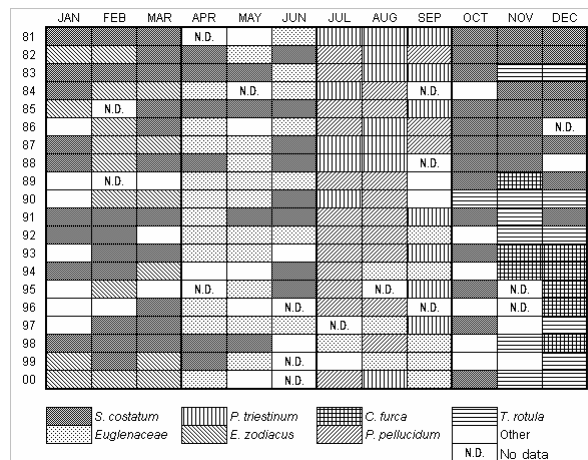 JAN FEB MAR APR MAY JUN JUL AUG SEP OCT NOV DEC
81 N.D.
82
83
84 N.D. N.D.
85 N.D.
86 N.D.
87
88 N.D.
89 N.D.
90
91
92
93
94
95 N.D. N.D. N.D.
96 N.D. N.D. N.D.
97 N.D.
98
99 N.D.
00 N.D.
S. costatum P. triestinum C. furca T. rotula
Euglenaceae E. zodiacus P. pellucidum Other
N.D. No data